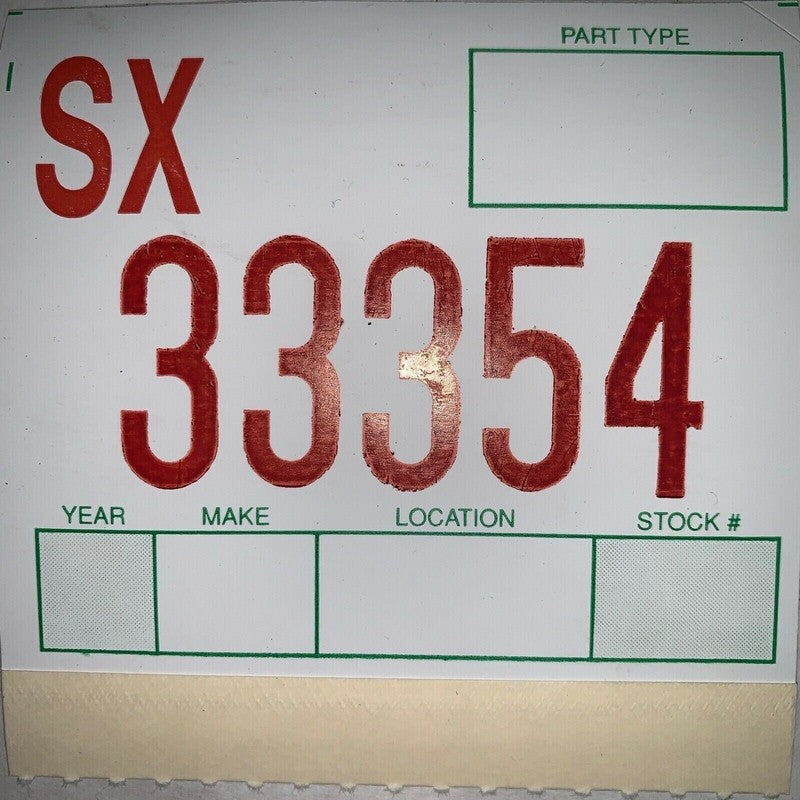 PART TYPE
SX
33354
YEAR MAKE LOCATION STOCK #